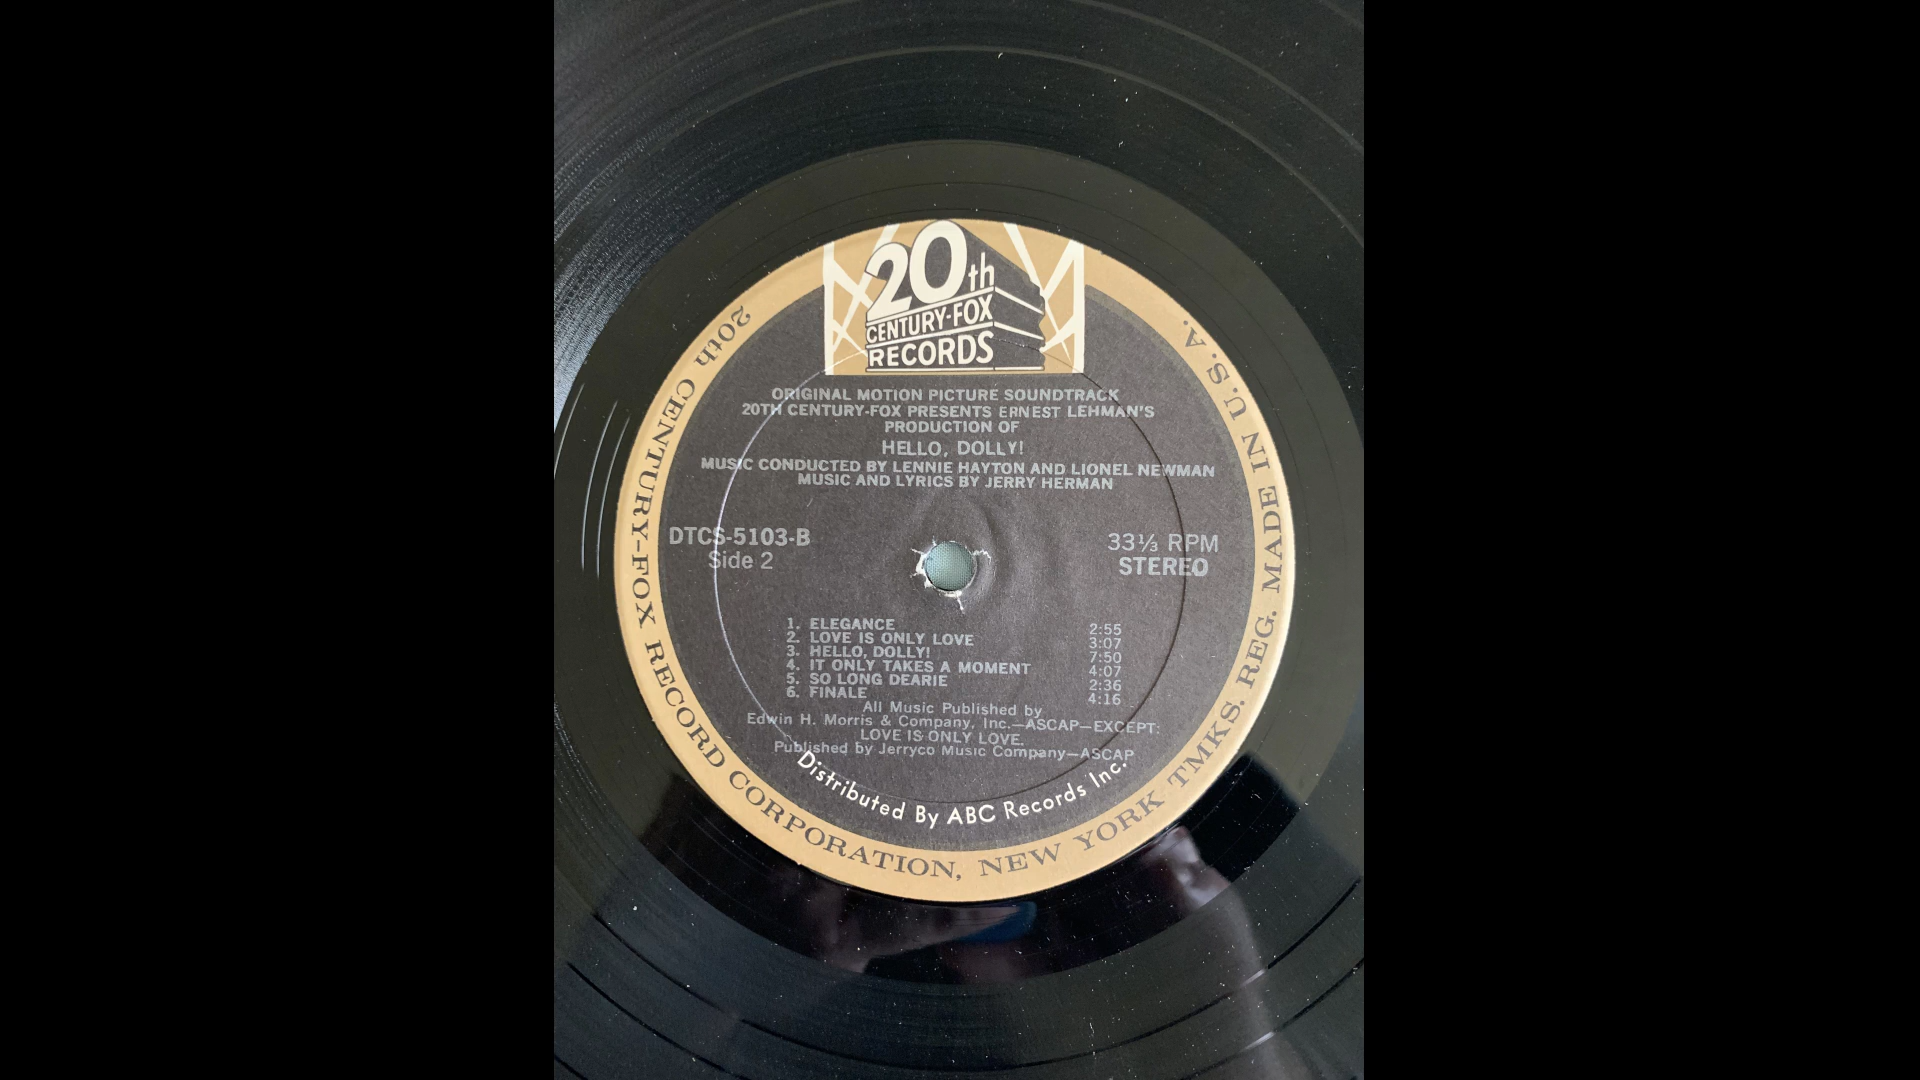 20th
CENTURY-FOX
RECORDS
ORIGINAL MOTION PICTURE SOUNDTRACK
20TH CENTURY-FOX PRESENTS ERNEST LEHMAN'S
PRODUCTION OF
HELLO, DOLLY!
MUSIC CONDUCTED BY LENNIE HAYTON AND LIONEL NEWMAN
MUSIC AND LYRICS BY JERRY HERMAN
DTCS-5103-B
Side 2
33⅓ RPM
STEREO
1. ELEGANCE 2:55
2. LOVE IS ONLY LOVE 3:07
3. HELLO, DOLLY! 7:50
4. IT ONLY TAKES A MOMENT 4:07
5. SO LONG DEARIE 2:36
6. FINALE 4:16
All Music Published by
Edwin H. Morris & Company, Inc.—ASCAP—EXCEPT:
LOVE IS ONLY LOVE.
Published by Jerryco Music Company—ASCAP
Distributed By ABC Records Inc.
20th CENTURY-FOX RECORD CORPORATION, NEW YORK TMKS. REG. MADE IN U.S.A.